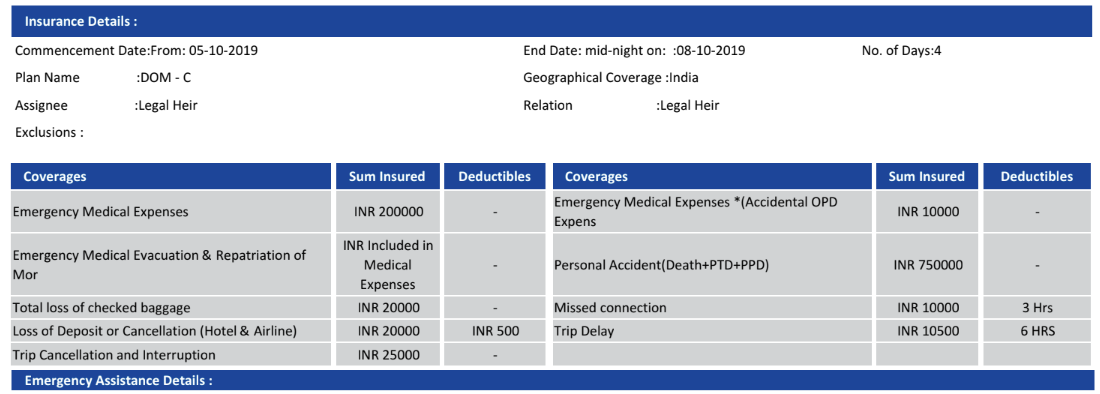 Insurance Details :
Commencement Date:From: 05-10-2019 End Date: mid-night on: :08-10-2019 No. of Days:4
Plan Name :DOM - C Geographical Coverage :India
Assignee :Legal Heir Relation :Legal Heir
Exclusions :
Coverages Sum Insured Deductibles Coverages Sum Insured Deductibles
Emergency Medical Expenses INR 200000 - Emergency Medical Expenses *(Accidental OPD
Expens INR 10000 -
Emergency Medical Evacuation & Repatriation of
Mor INR Included in
Medical
Expenses - Personal Accident(Death+PTD+PPD) INR 750000 -
Total loss of checked baggage INR 20000 - Missed connection INR 10000 3 Hrs
Loss of Deposit or Cancellation (Hotel & Airline) INR 20000 INR 500 Trip Delay INR 10500 6 HRS
Trip Cancellation and Interruption INR 25000 -
Emergency Assistance Details :